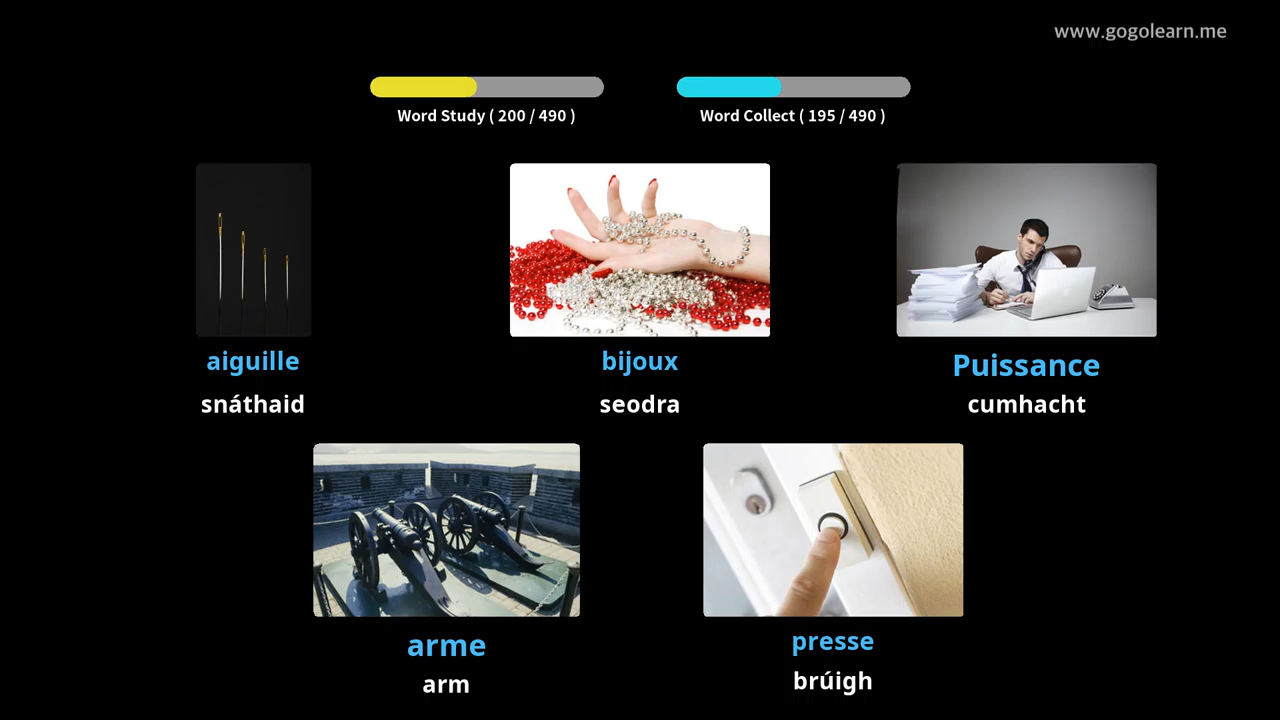 www.gogolearn.me
Word Study ( 200 / 490 )
Word Collect ( 195 / 490 )
aiguille
snáthaid
bijoux
seodra
Puissance
cumhacht
arme
arm
presse
brúigh